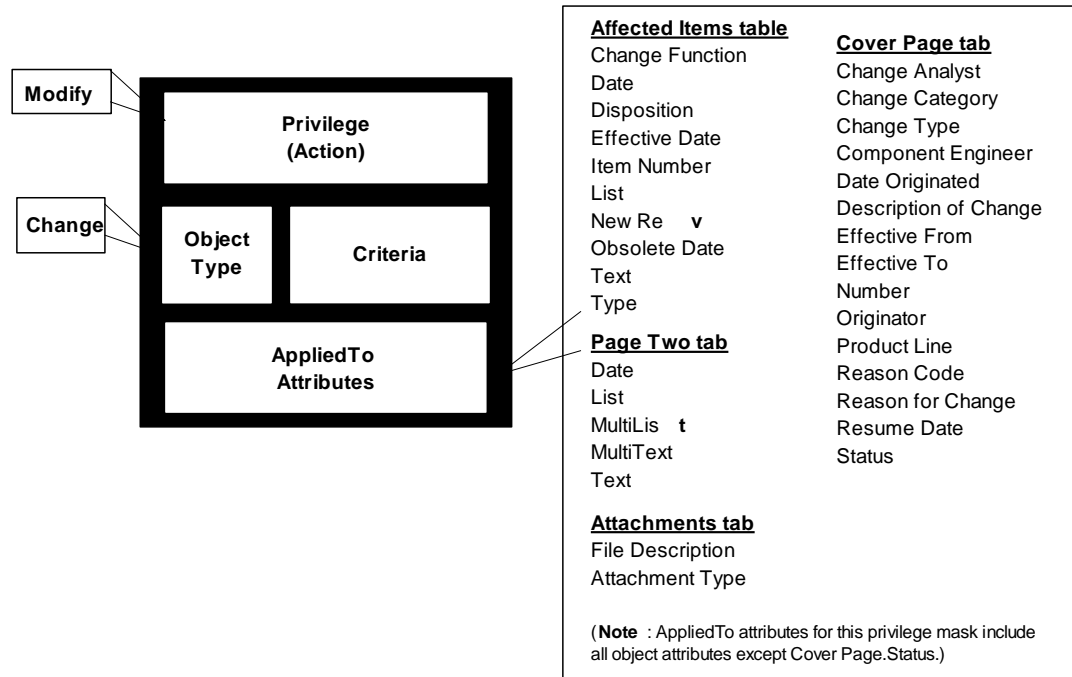 Modify
Privilege
(Action)
Change
Object
Type
Criteria
AppliedTo
Attributes
Affected Items table
Change Function
Date
Disposition
Effective Date
Item Number
List
New Re v
Obsolete Date
Text
Type
Page Two tab
Date
List
MultiLis t
MultiText
Text
Attachments tab
File Description
Attachment Type
Cover Page tab
Change Analyst
Change Category
Change Type
Component Engineer
Date Originated
Description of Change
Effective From
Effective To
Number
Originator
Product Line
Reason Code
Reason for Change
Resume Date
Status
(Note : AppliedTo attributes for this privilege mask include
all object attributes except Cover Page.Status.)